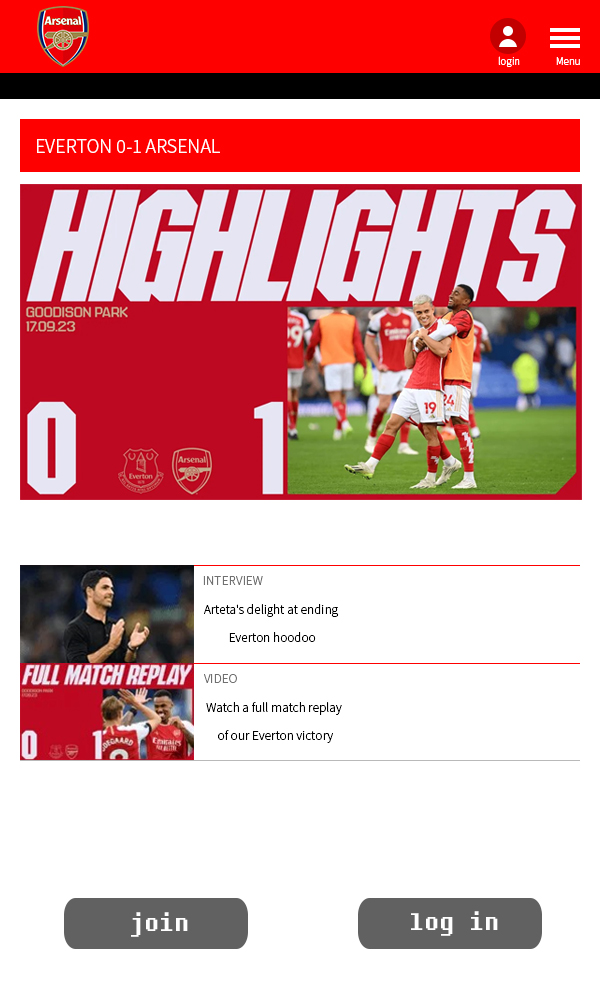 Arsenal
login
Menu
EVERTON 0-1 ARSENAL
HIGHLIGHTS
GOODISON PARK
17.09.23
0
1
Everton
Arsenal
19
24
INTERVIEW
Arteta's delight at ending
Everton hoodoo
FULL MATCH REPLAY
GOODISON PARK
0
1
VIDEO
Watch a full match replay
of our Everton victory
join
log in